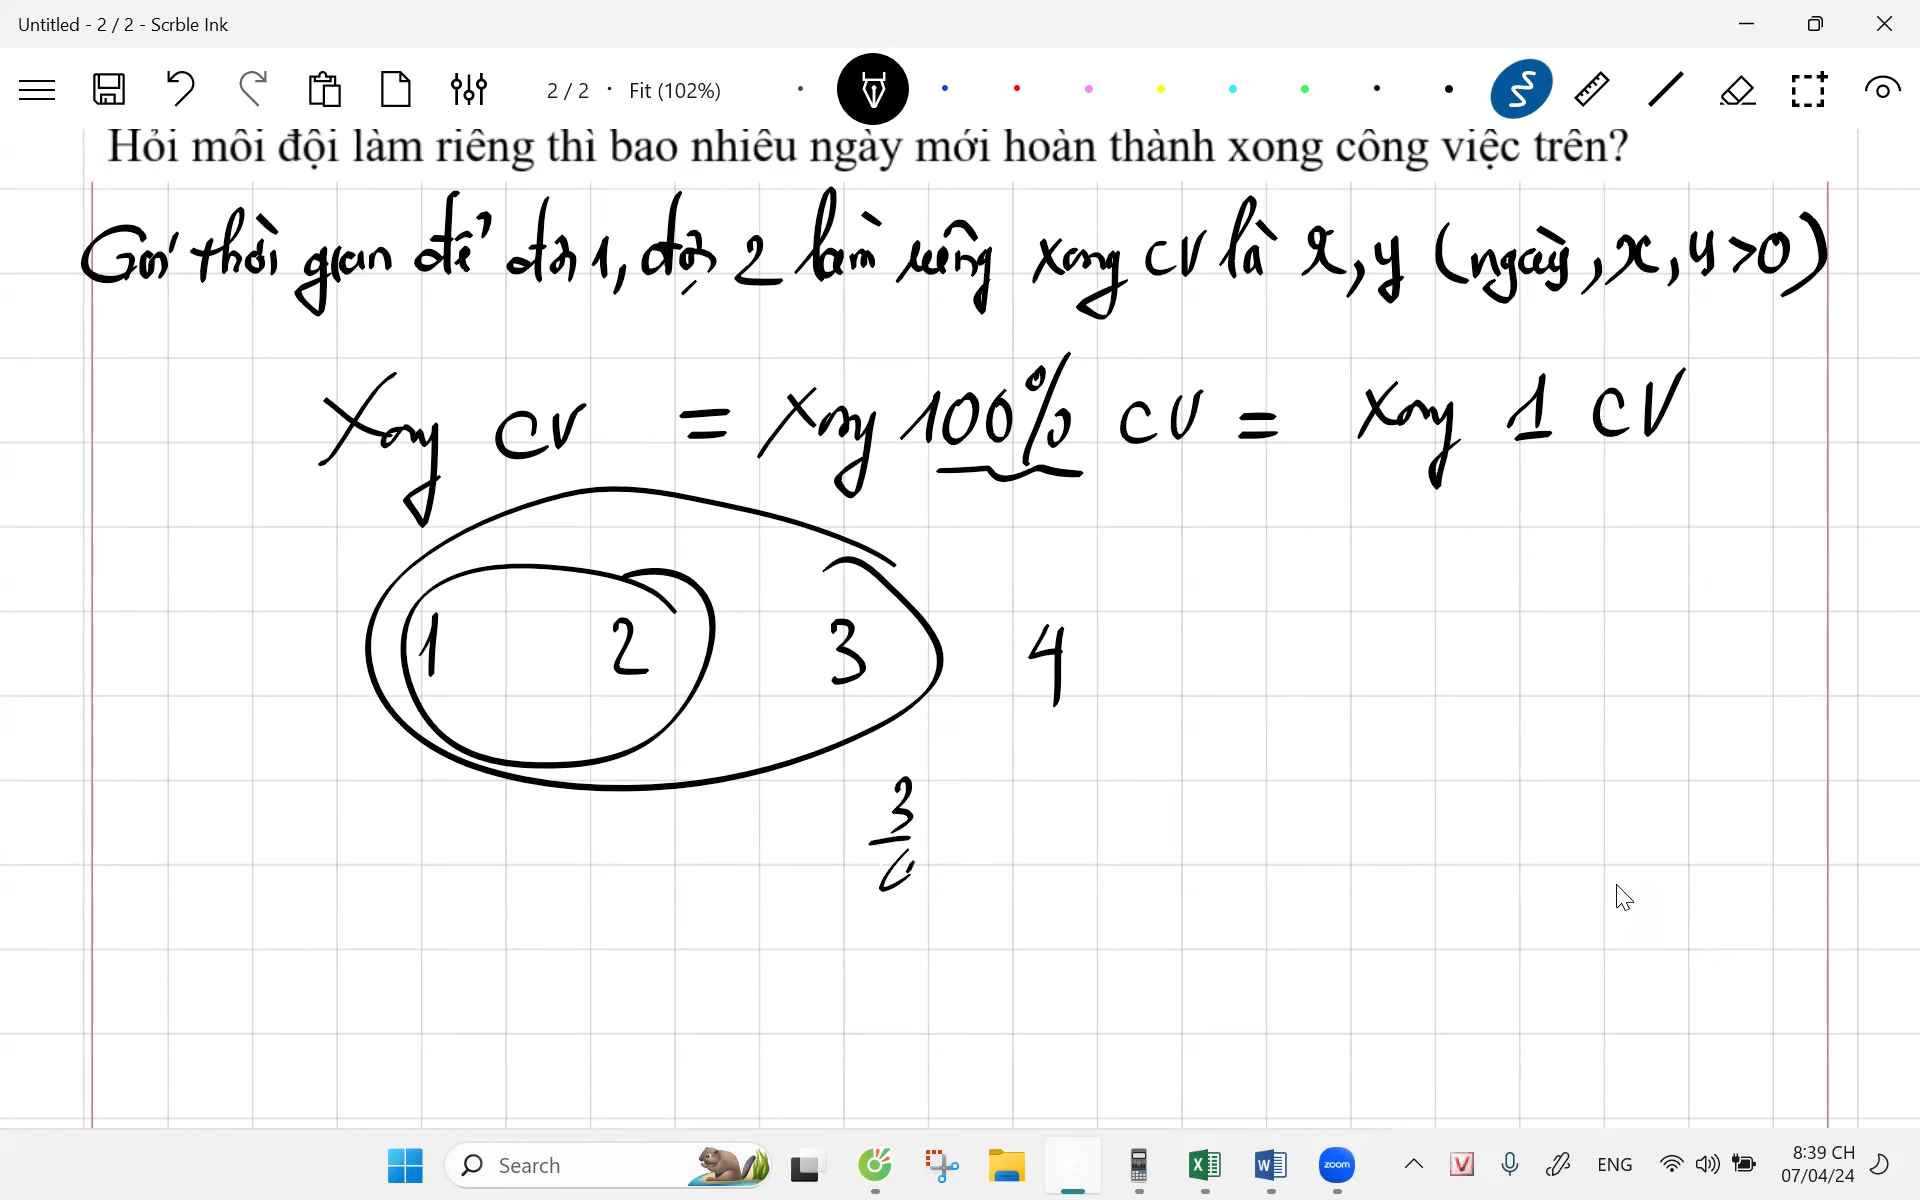 Untitled - 2 / 2 - Scrble Ink
2 / 2 · Fit (102%)
Hỏi mỗi đội làm riêng thì bao nhiêu ngày mới hoàn thành xong công việc trên?
Gọi thời gian để đội 1, đội 2 làm riêng xong CV là x, y (ngày, x, y > 0)
Xong CV = Xong 100% CV = Xong 1 CV
1 2 3 4
3
Search
zoom
ENG
8:39 CH
07/04/24